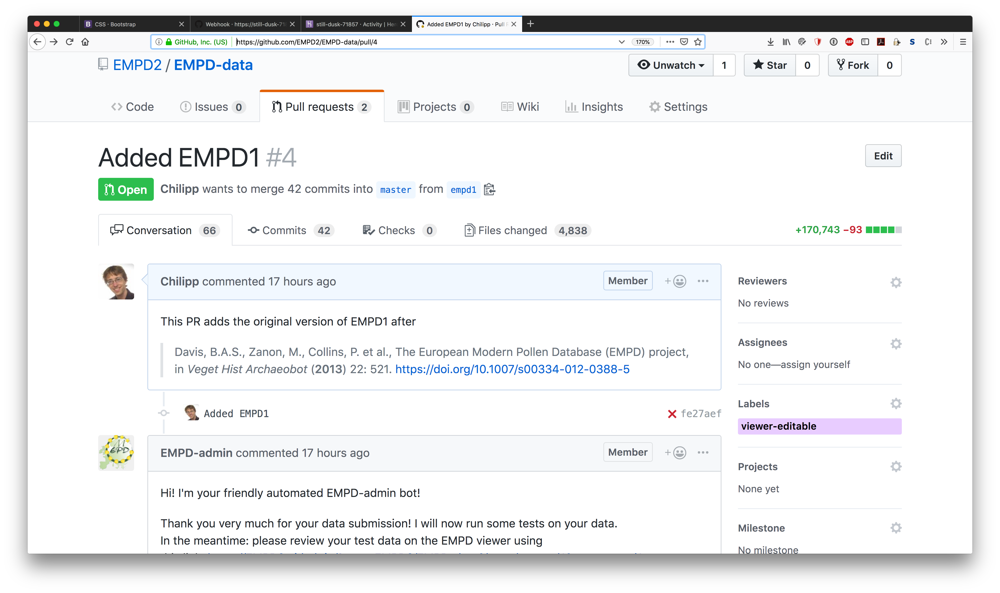 CSS · Bootstrap
Webhook · https://still-dusk-718
still-dusk-71857 · Activity | Her
Added EMPD1 by Chilipp · Pull R
GitHub, Inc. (US)
https://github.com/EMPD2/EMPD-data/pull/4
170%
EMPD2 / EMPD-data
Unwatch 1
Star 0
Fork 0
Code
Issues 0
Pull requests 2
Projects 0
Wiki
Insights
Settings
Added EMPD1 #4
Edit
Open
Chilipp wants to merge 42 commits into master from empd1
Conversation 66
Commits 42
Checks 0
Files changed 4,838
+170,743 −93
Chilipp commented 17 hours ago
Member
This PR adds the original version of EMPD1 after
Davis, B.A.S., Zanon, M., Collins, P. et al., The European Modern Pollen Database (EMPD) project,
in Veget Hist Archaeobot (2013) 22: 521. https://doi.org/10.1007/s00334-012-0388-5
Added EMPD1
fe27aef
EMPD-admin commented 17 hours ago
Member
Hi! I'm your friendly automated EMPD-admin bot!
Thank you very much for your data submission! I will now run some tests on your data.
In the meantime: please review your test data on the EMPD viewer using
Reviewers
No reviews
Assignees
No one—assign yourself
Labels
viewer-editable
Projects
None yet
Milestone
No milestone